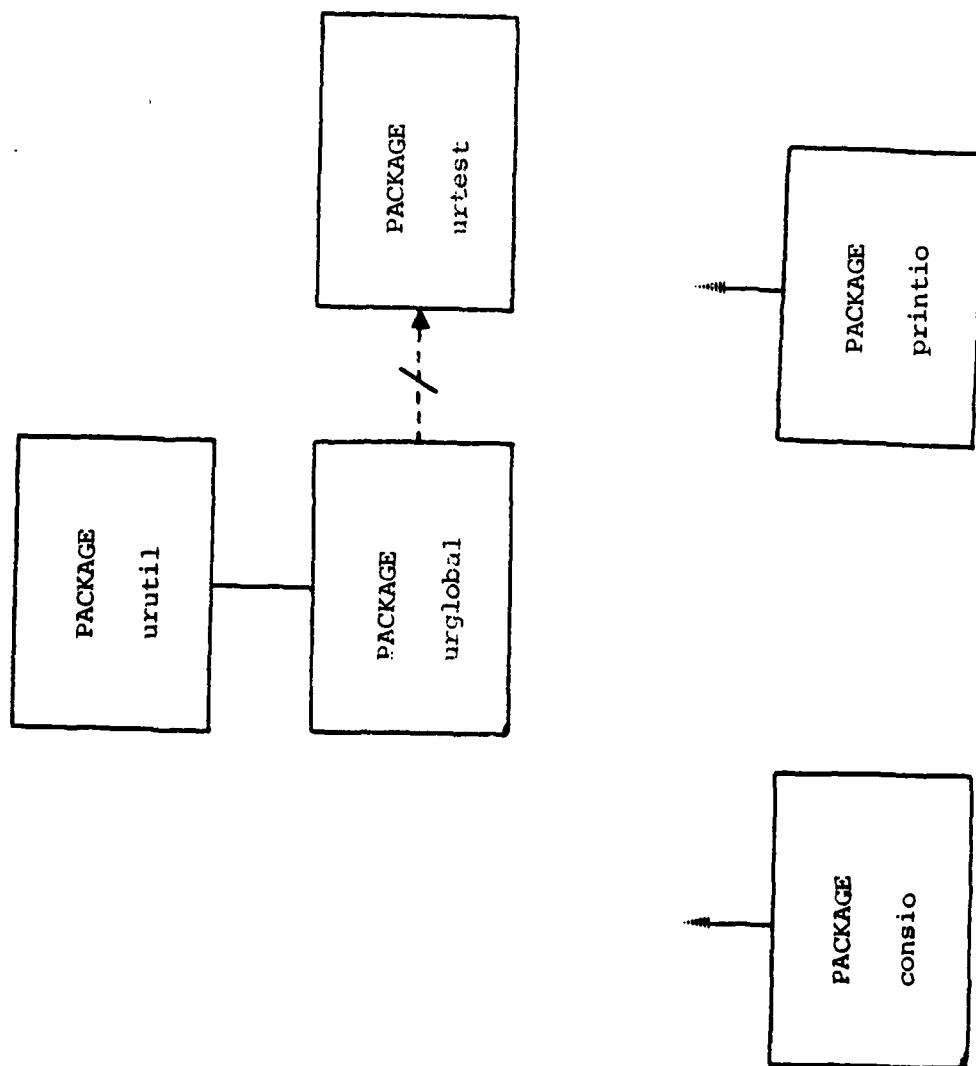 PACKAGE
urutil
PACKAGE
urglobal
PACKAGE
urtest
PACKAGE
consio
PACKAGE
printio